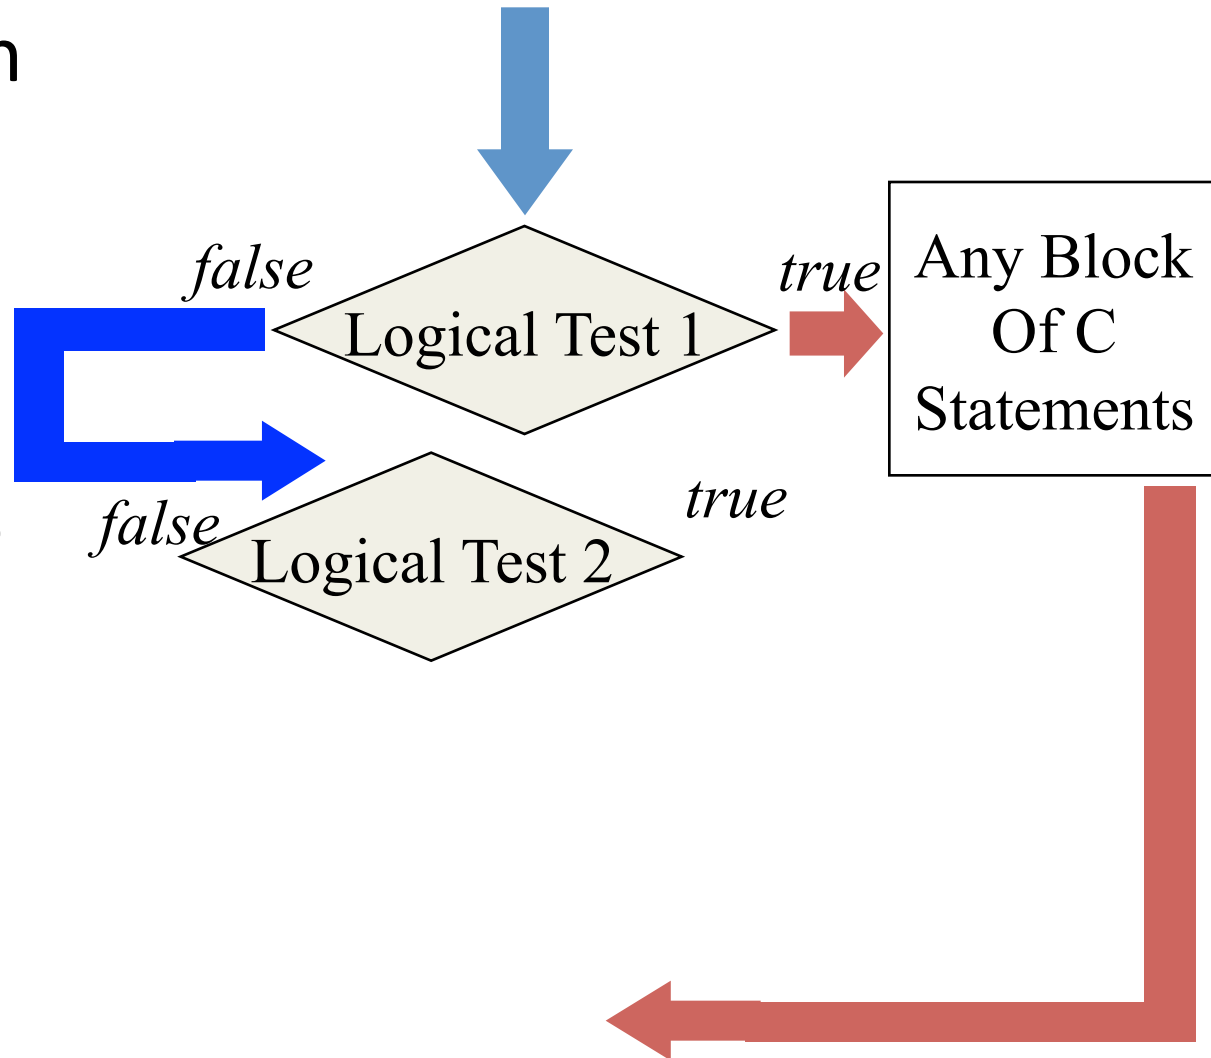 n
false
true
Logical Test 1
Any Block
Of C
Statements
false
true
Logical Test 2